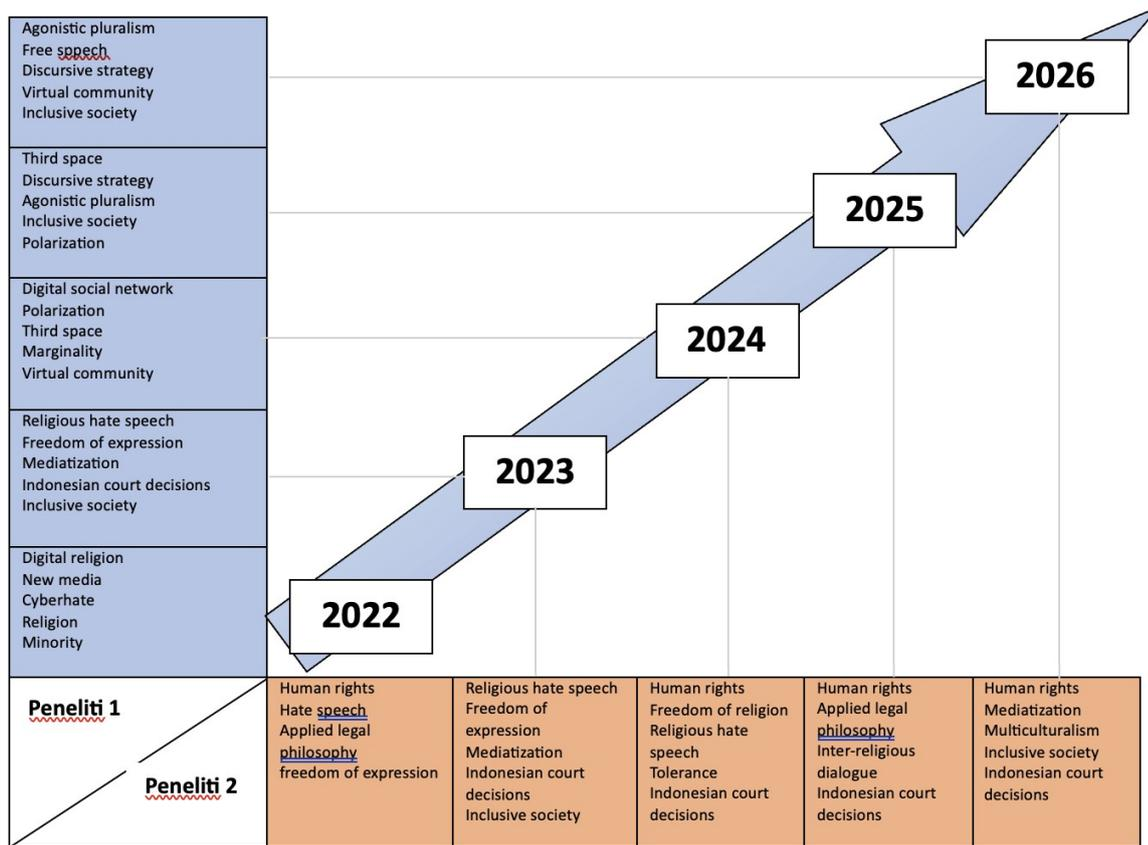 Agonistic pluralism
Free sppech
Discursive strategy
Virtual community
Inclusive society
2026
Third space
Discursive strategy
Agonistic pluralism
Inclusive society
Polarization
2025
Digital social network
Polarization
Third space
Marginality
Virtual community
2024
Religious hate speech
Freedom of expression
Mediatization
Indonesian court decisions
Inclusive society
2023
Digital religion
New media
Cyberhate
Religion
Minority
2022
Peneliti 1
Peneliti 2
Human rights
Hate speech
Applied legal
philosophy
freedom of expression
Religious hate speech
Freedom of
expression
Mediatization
Indonesian court
decisions
Inclusive society
Human rights
Freedom of religion
Religious hate
speech
Tolerance
Indonesian court
decisions
Human rights
Applied legal
philosophy
Inter-religious
dialogue
Indonesian court
decisions
Human rights
Mediatization
Multiculturalism
Inclusive society
Indonesian court
decisions